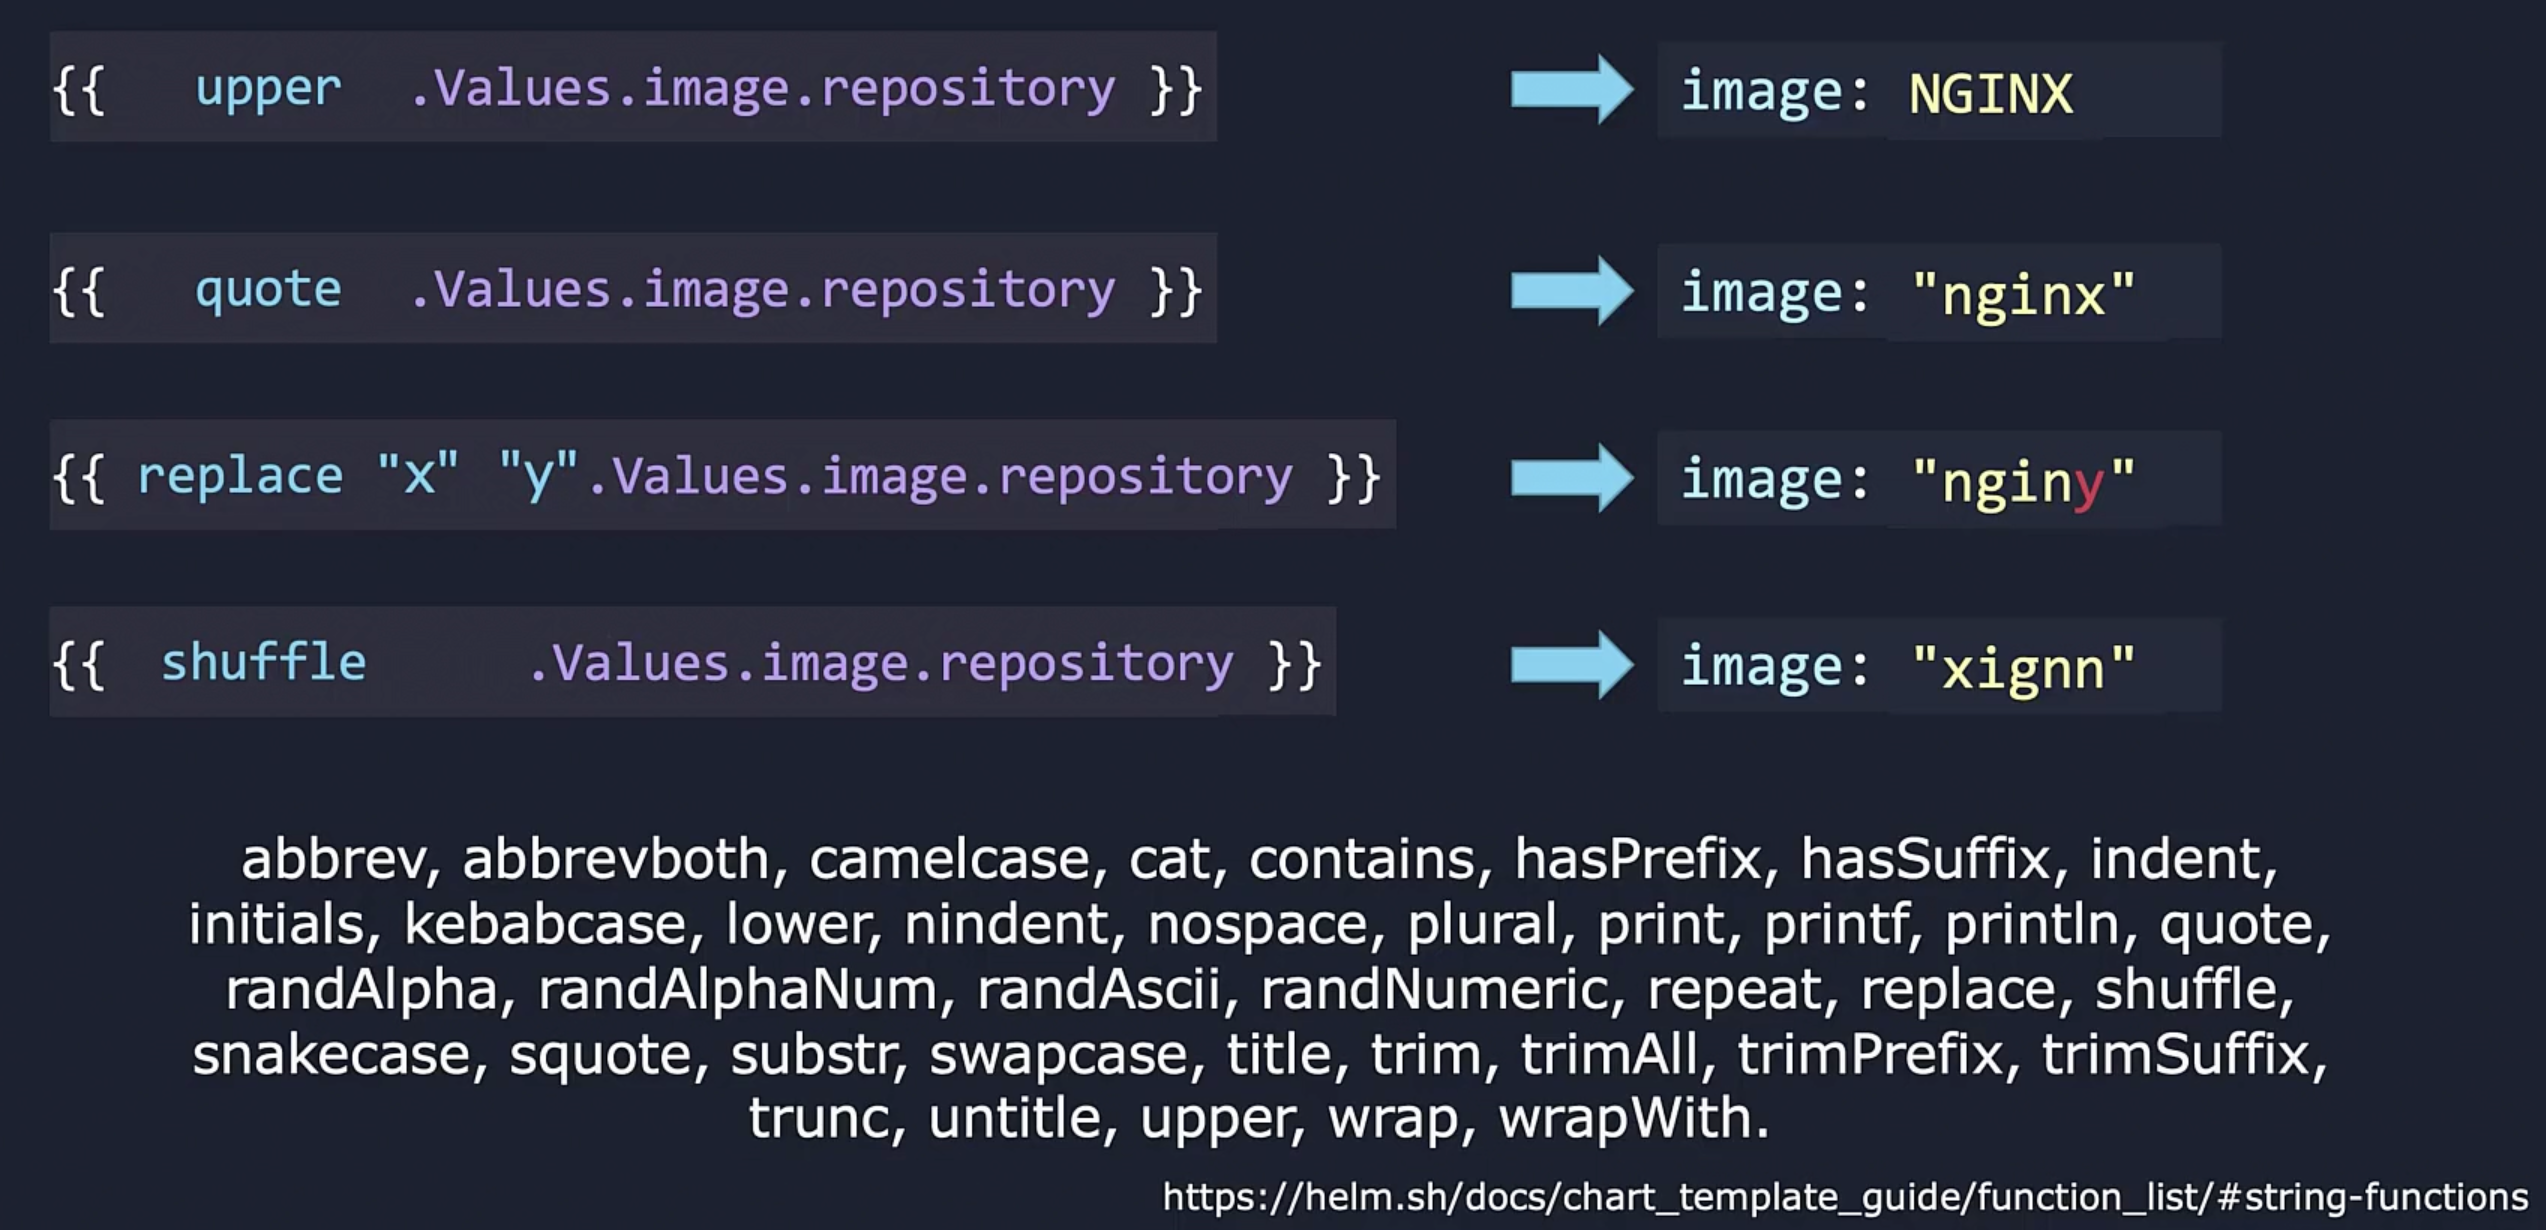 {{ upper .Values.image.repository }} image: NGINX
{{ quote .Values.image.repository }} image: "nginx"
{{ replace "x" "y".Values.image.repository }} image: "nginy"
{{ shuffle .Values.image.repository }} image: "xignn"
abbrev, abbrevboth, camelcase, cat, contains, hasPrefix, hasSuffix, indent,
initials, kebabcase, lower, nindent, nospace, plural, print, printf, println, quote,
randAlpha, randAlphaNum, randAscii, randNumeric, repeat, replace, shuffle,
snakecase, squote, substr, swapcase, title, trim, trimAll, trimPrefix, trimSuffix,
trunc, untitle, upper, wrap, wrapWith.
https://helm.sh/docs/chart_template_guide/function_list/#string-functions